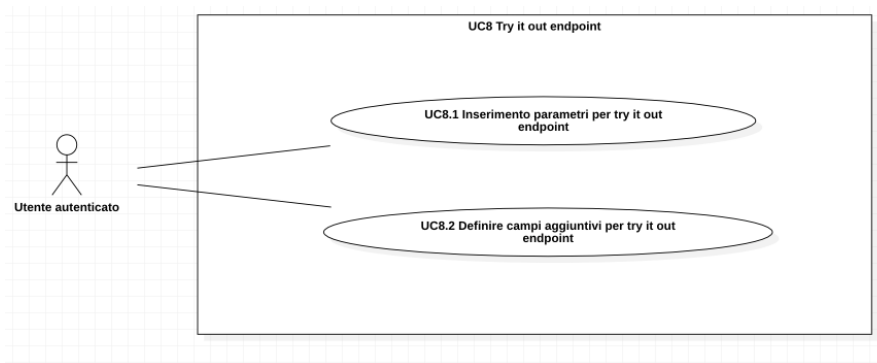 UC8 Try it out endpoint
UC8.1 Inserimento parametri per try it out
endpoint
Utente autenticato
UC8.2 Definire campi aggiuntivi per try it out
endpoint